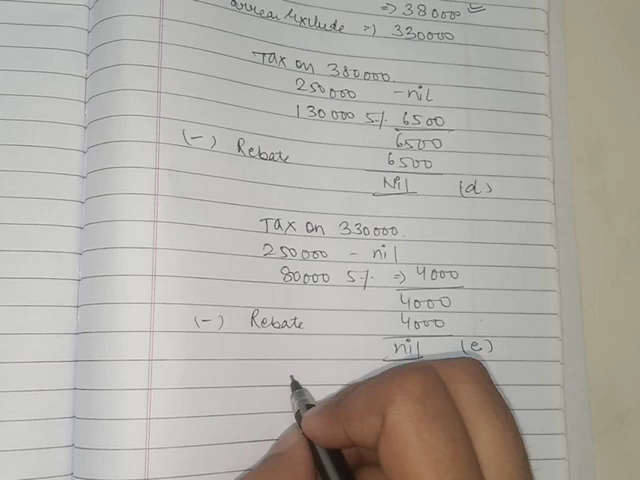 ⇒ 38000
arrear exclude ⇒ 330000
Tax on 380000.
250000 - nil
130000 5% 6500
6500
(-) Rebate 6500
Nil (d)
Tax on 330000.
250000 - nil
80000 5% ⇒ 4000
4000
(-) Rebate 4000
nil (e)